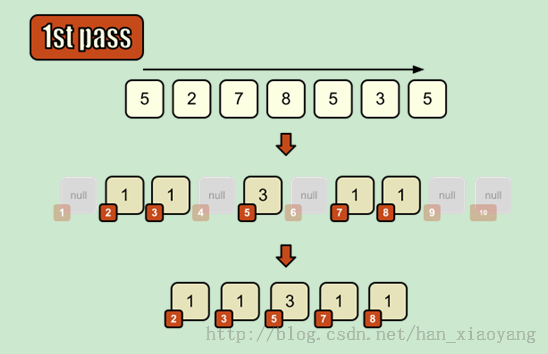 1st pass
5 2 7 8 5 3 5
null 1 1 null 3 null 1 1 null null
1 2 3 4 5 6 7 8 9 10
1 1 3 1 1
2 3 5 7 8
http://blog.csdn.net/han_xiaoyang